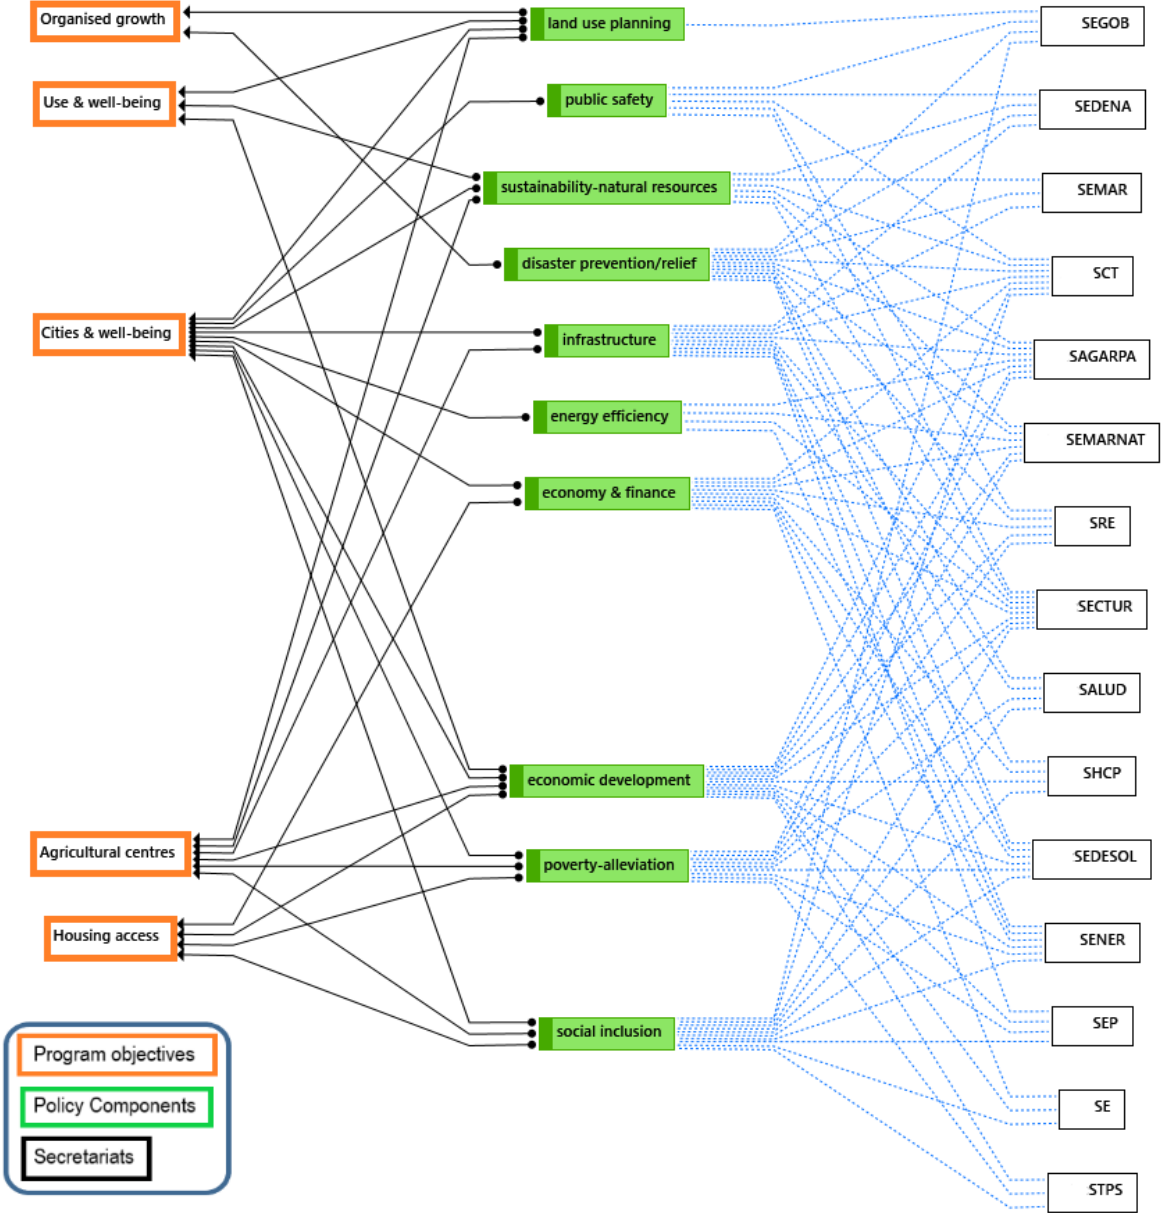 Organised growth
Use & well-being
Cities & well-being
Agricultural centres
Housing access
land use planning
public safety
sustainability-natural resources
disaster prevention/relief
infrastructure
energy efficiency
economy & finance
economic development
poverty-alleviation
social inclusion
SEGOB
SEDENA
SEMAR
SCT
SAGARPA
SEMARNAT
SRE
SECTUR
SALUD
SHCP
SEDESOL
SENER
SEP
SE
STPS
Program objectives
Policy Components
Secretariats